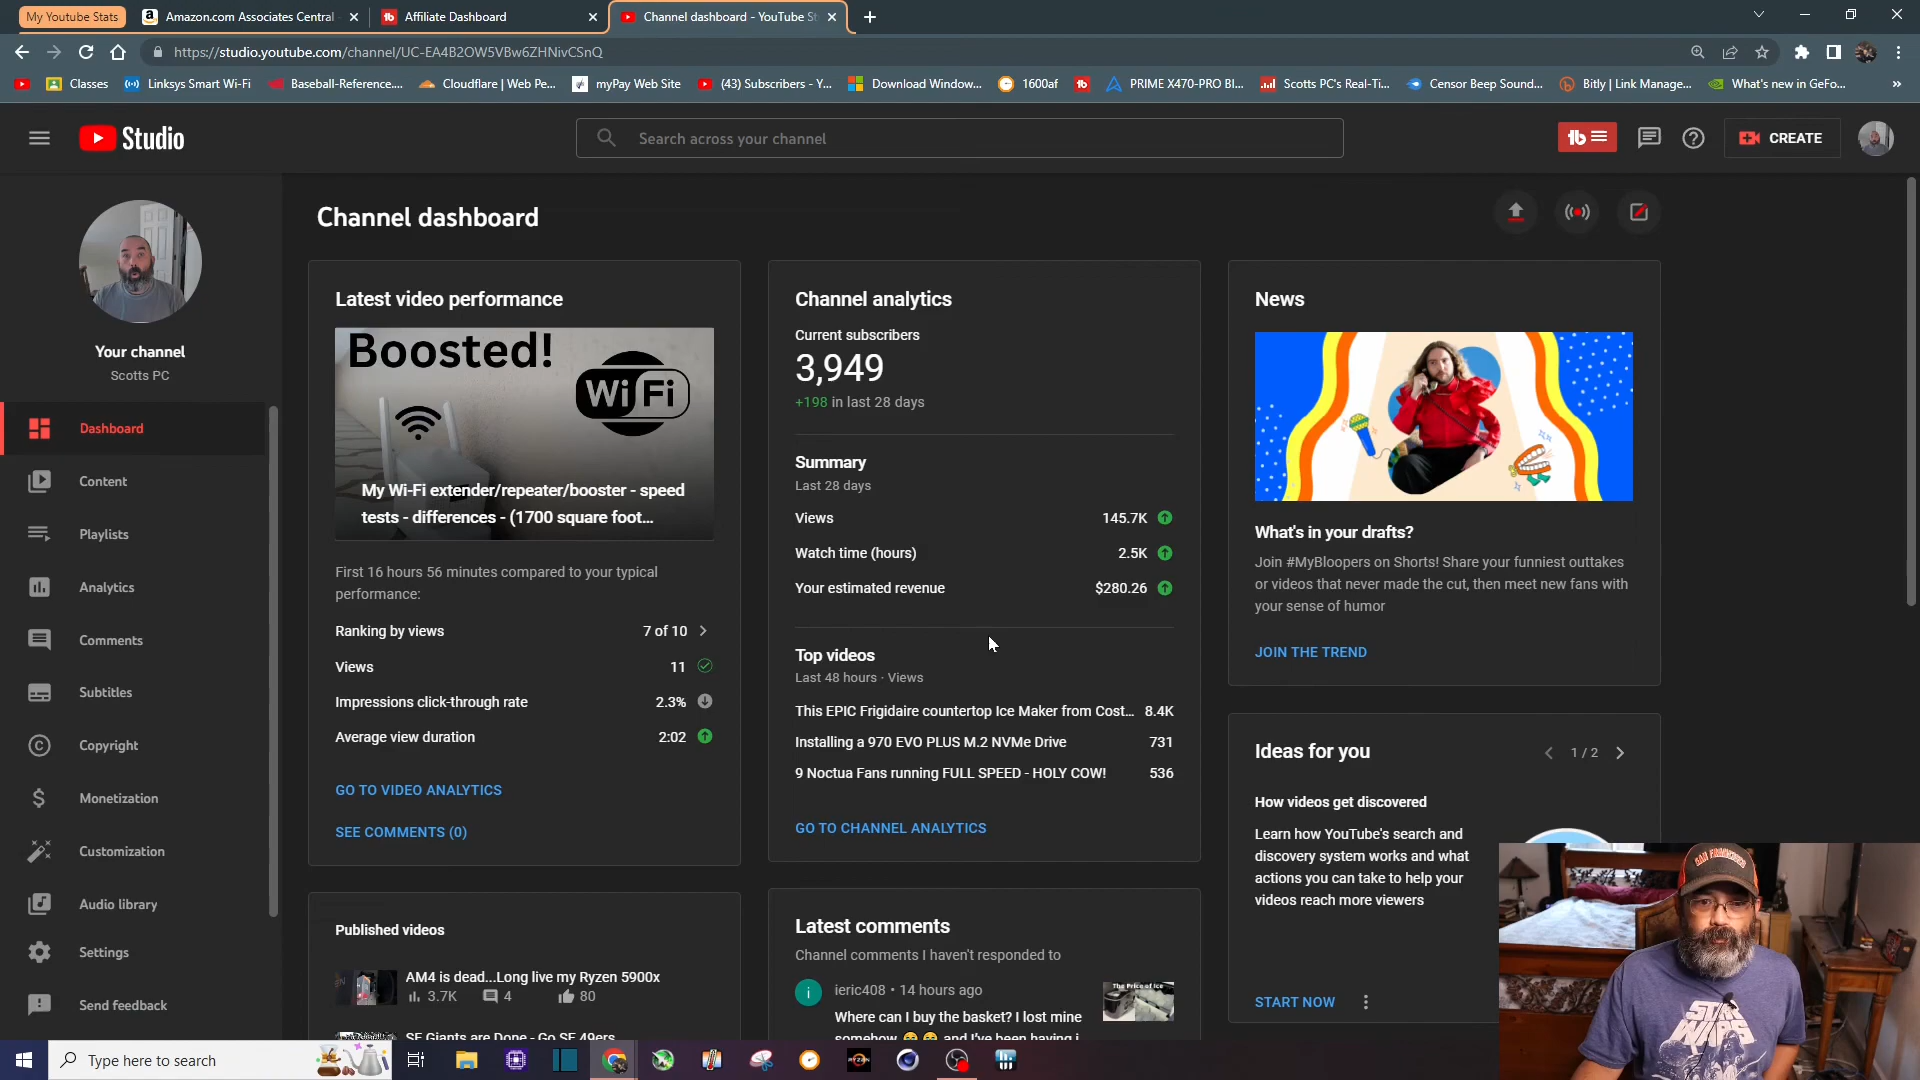 My Youtube Stats
Amazon.com Associates Central -
Affiliate Dashboard
Channel dashboard - YouTube St
https://studio.youtube.com/channel/UC-EA4B2OW5VBw6ZHNivCSnQ
Classes
Linksys Smart Wi-Fi
Baseball-Reference....
Cloudflare | Web Pe...
myPay Web Site
(43) Subscribers - Y...
Download Window...
1600af
PRIME X470-PRO BI...
Scotts PC's Real-Ti...
Censor Beep Sound...
Bitly | Link Manage...
What's new in GeFo...
Studio
Search across your channel
CREATE
Your channel
Scotts PC
Dashboard
Content
Playlists
Analytics
Comments
Subtitles
Copyright
Monetization
Customization
Audio library
Settings
Send feedback
Channel dashboard
Latest video performance
Boosted!
Wi Fi
My Wi-Fi extender/repeater/booster - speed
tests - differences - (1700 square foot...
First 16 hours 56 minutes compared to your typical
performance:
Ranking by views 7 of 10
Views 11
Impressions click-through rate 2.3%
Average view duration 2:02
GO TO VIDEO ANALYTICS
SEE COMMENTS (0)
Published videos
AM4 is dead...Long live my Ryzen 5900x
3.7K 4 80
SF Giants are Done - Go SF 49ers
Channel analytics
Current subscribers
3,949
+198 in last 28 days
Summary
Last 28 days
Views 145.7K
Watch time (hours) 2.5K
Your estimated revenue $280.26
Top videos
Last 48 hours · Views
This EPIC Frigidaire countertop Ice Maker from Cost... 8.4K
Installing a 970 EVO PLUS M.2 NVMe Drive 731
9 Noctua Fans running FULL SPEED - HOLY COW! 536
GO TO CHANNEL ANALYTICS
Latest comments
Channel comments I haven't responded to
i
ieric408 • 14 hours ago
The Price of Ice
Where can I buy the basket? I lost mine
somehow 😂 😂 and I've been having i
News
What's in your drafts?
Join #MyBloopers on Shorts! Share your funniest outtakes
or videos that never made the cut, then meet new fans with
your sense of humor
JOIN THE TREND
Ideas for you
1 / 2
How videos get discovered
Learn how YouTube's search and
discovery system works and what
actions you can take to help your
videos reach more viewers
START NOW
SAN FRANCISCO
STAR
WARS
Type here to search
RYZEN